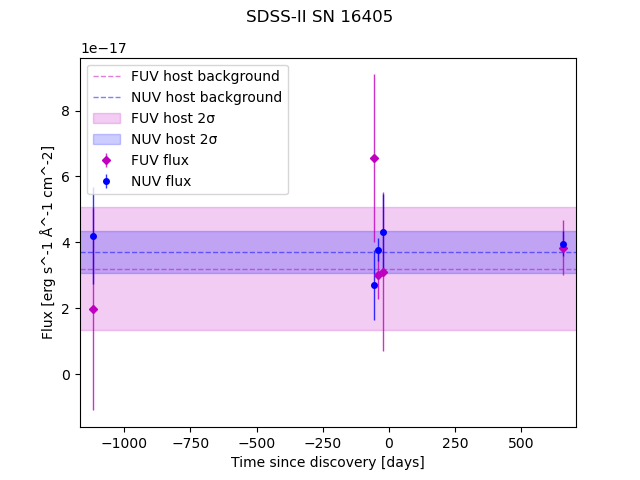 SDSS-II SN 16405
1e−17
FUV host background
NUV host background
FUV host 2σ
NUV host 2σ
FUV flux
NUV flux
8
6
4
2
0
Flux [erg s^-1 Å^-1 cm^-2]
−1000 −750 −500 −250 0 250 500
Time since discovery [days]